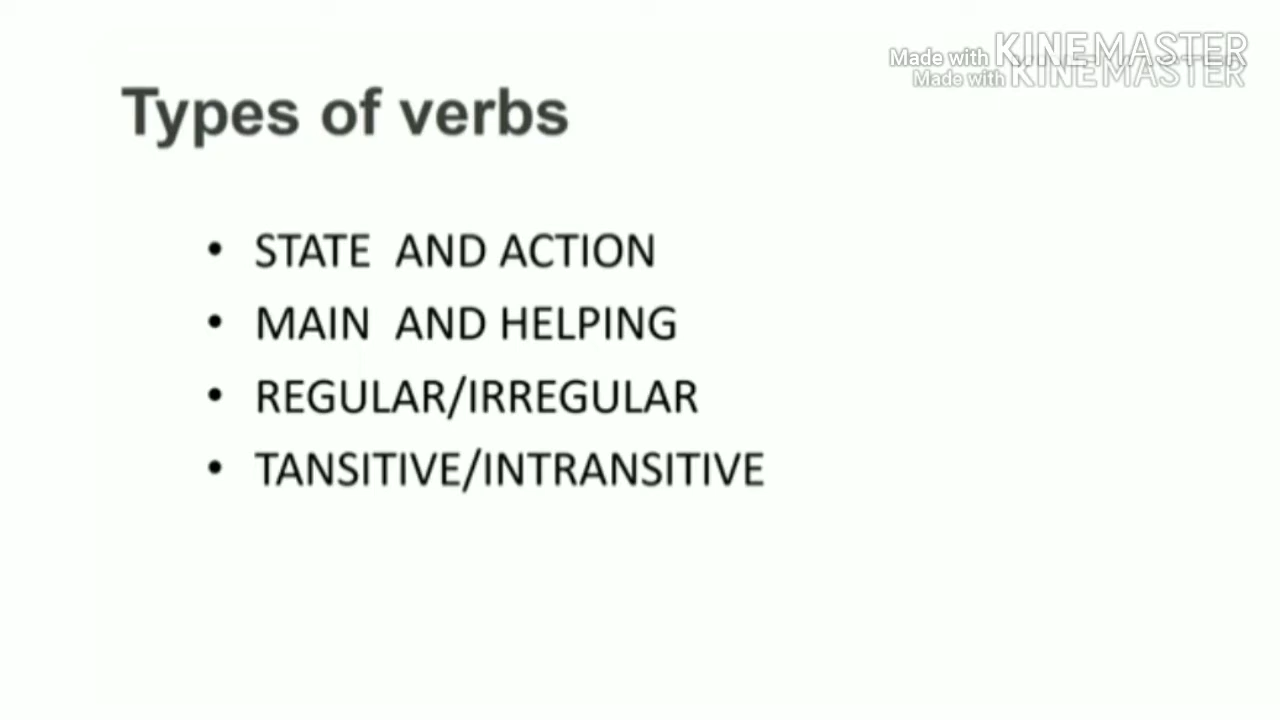 Made with KINEMASTER
Made with KINEMASTER
Types of verbs
• STATE AND ACTION
• MAIN AND HELPING
• REGULAR/IRREGULAR
• TANSITIVE/INTRANSITIVE